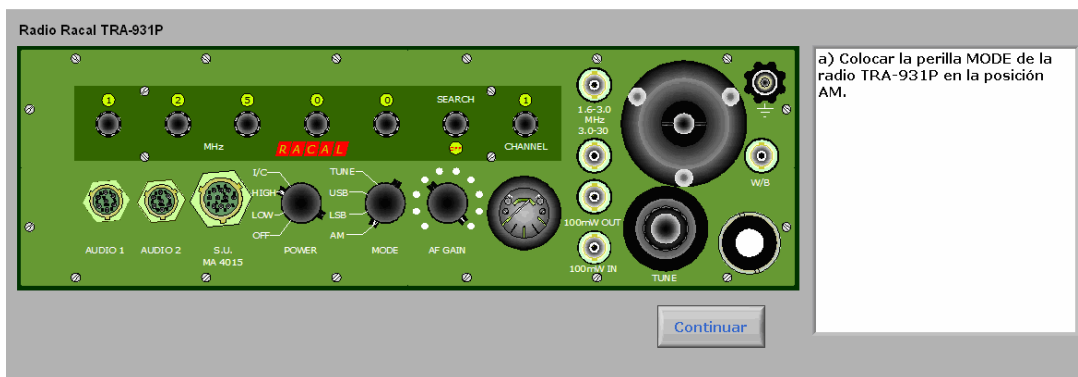 Radio Racal TRA-931P
1 2 5 0 0 SEARCH 1
MHz
RACAL
OFF
CHANNEL
1.6-3.0
MHz
3.0-30
W/B
100mW OUT
100mW IN
TUNE
AUDIO 1
AUDIO 2
S.U.
MA 4015
I/C
HIGH
LOW
OFF
POWER
TUNE
USB
LSB
AM
MODE
AF GAIN
a) Colocar la perilla MODE de la
radio TRA-931P en la posición
AM.
Continuar